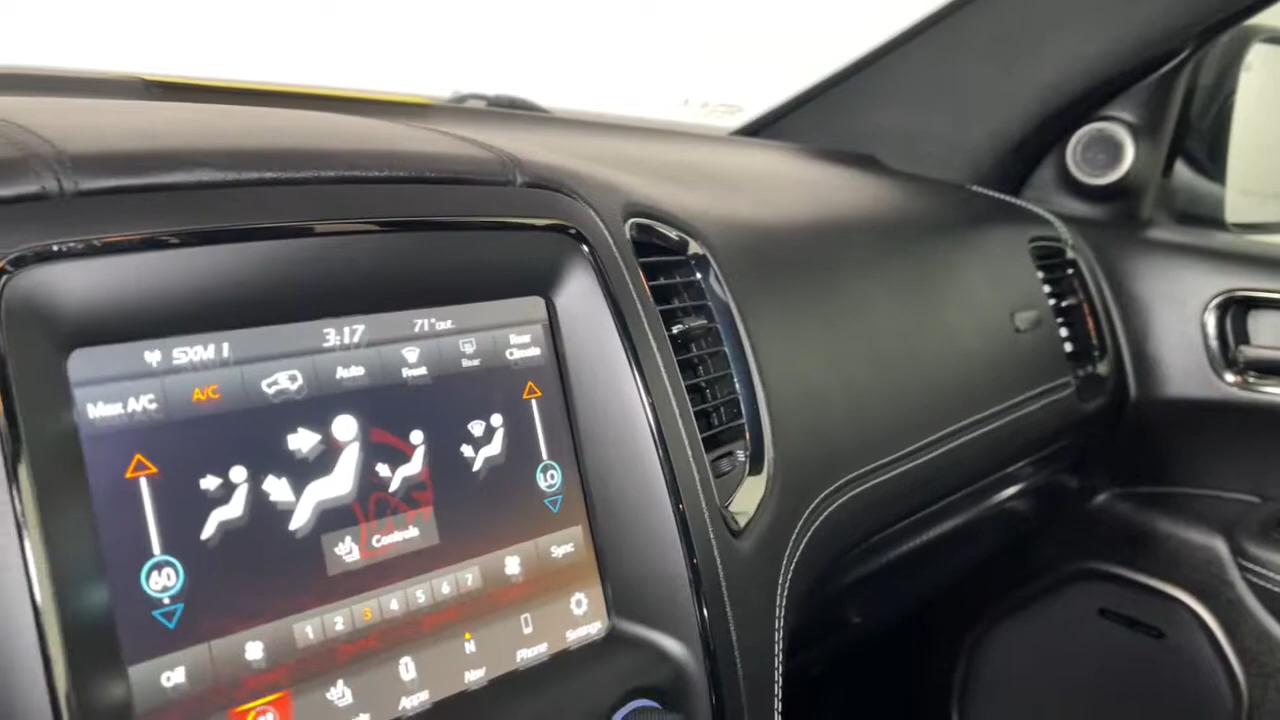 SXM 1 3:17 71°out
Max A/C A/C Auto Front Rear Rear Climate
60 LO
Controls
1 2 3 4 5 6 7 Sync
Off
Apps Nav Phone Settings
N